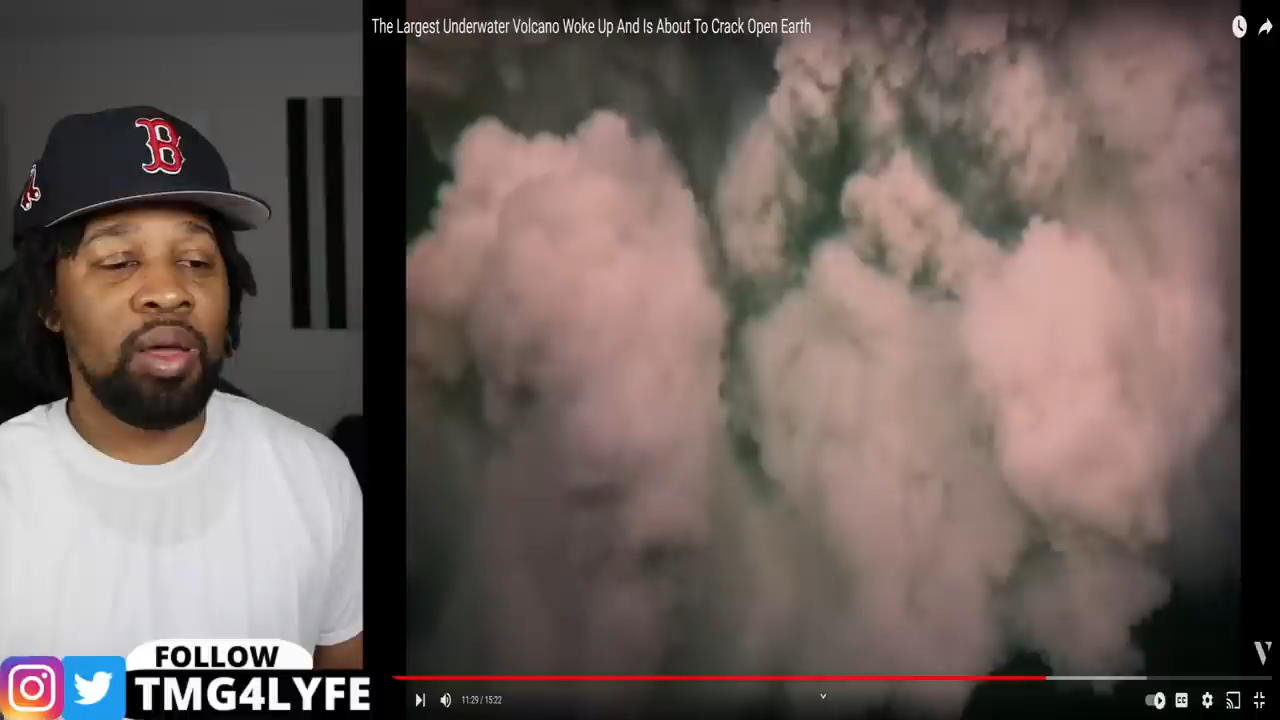 The Largest Underwater Volcano Woke Up And Is About To Crack Open Earth
B
FOLLOW
TMG4LYFE
11:29 / 15:22
CC
V